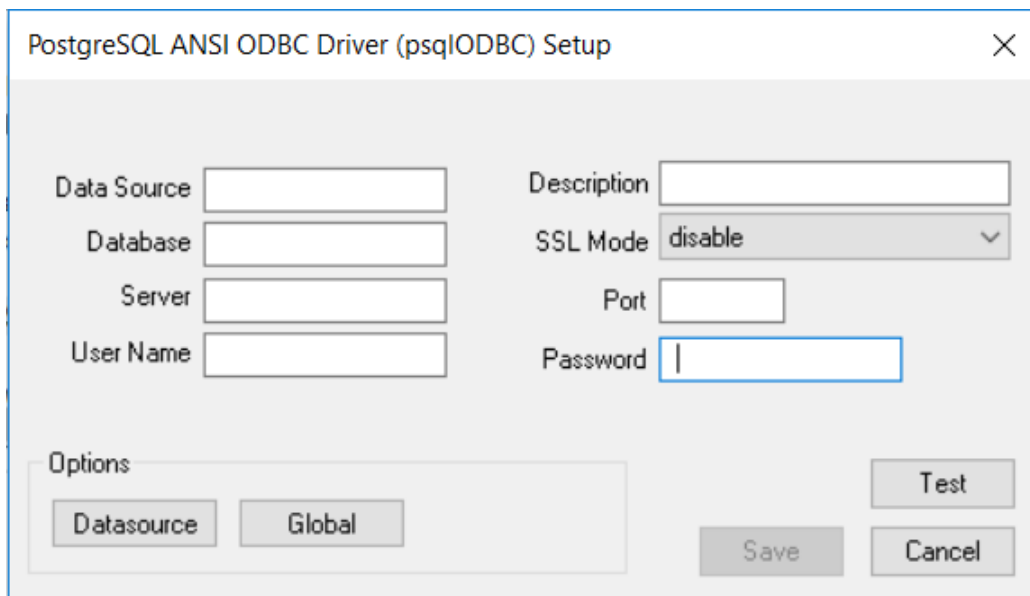 PostgreSQL ANSI ODBC Driver (psqlODBC) Setup
Data Source
Description
Database
SSL Mode disable
Server
Port
User Name
Password
Options
Datasource
Global
Test
Save
Cancel